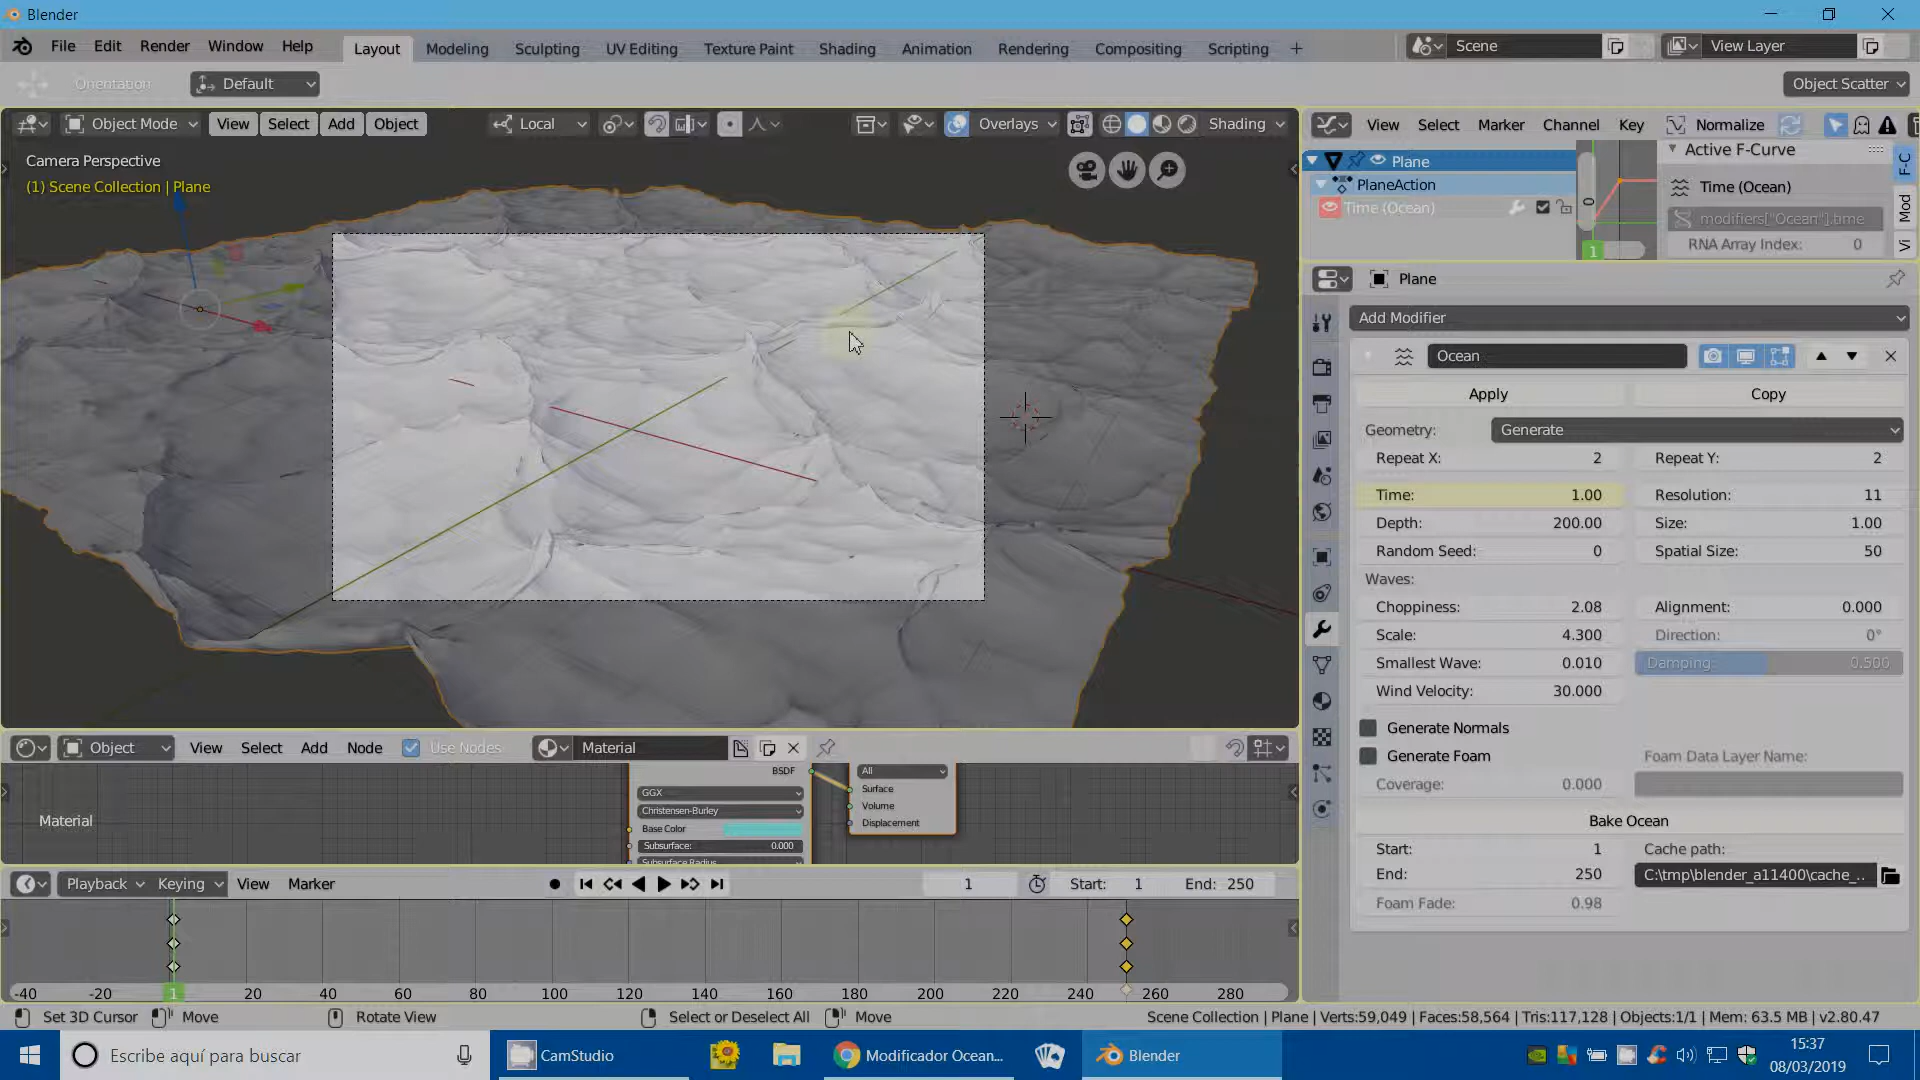 Blender
File Edit Render Window Help Layout Modeling Sculpting UV Editing Texture Paint Shading Animation Rendering Compositing Scripting + Scene View Layer
Orientation Default Object Scatter
Object Mode View Select Add Object Local Overlays Shading
Camera Perspective
(1) Scene Collection | Plane
View Select Marker Channel Key Normalize
Plane
PlaneAction
Time (Ocean)
0
1
Active F-Curve
Time (Ocean)
modifiers["Ocean"].time
RNA Array Index: 0
F-C
Mod
Vi
Plane
Add Modifier
Ocean
Apply Copy
Geometry: Generate
Repeat X: 2 Repeat Y: 2
Time: 1.00 Resolution: 11
Depth: 200.00 Size: 1.00
Random Seed: 0 Spatial Size: 50
Waves:
Choppiness: 2.08 Alignment: 0.000
Scale: 4.300 Direction: 0°
Smallest Wave: 0.010 Damping: 0.500
Wind Velocity: 30.000
Generate Normals
Generate Foam Foam Data Layer Name:
Coverage: 0.000
Bake Ocean
Start: 1 Cache path:
End: 250 C:\tmp\blender_a11400\cache_..
Foam Fade: 0.98
Object View Select Add Node Use Nodes Material
BSDF
GGX
Christensen-Burley
Base Color
Subsurface: 0.000
Subsurface Radius
All
Surface
Volume
Displacement
Material
Playback Keying View Marker 1 Start: 1 End: 250
-40 -20 1 20 40 60 80 100 120 140 160 180 200 220 240 260 280
Set 3D Cursor Move Rotate View Select or Deselect All Move Scene Collection | Plane | Verts:59,049 | Faces:58,564 | Tris:117,128 | Objects:1/1 | Mem: 63.5 MB | v2.80.47
Escribe aquí para buscar CamStudio Modificador Ocean... Blender
15:37
08/03/2019